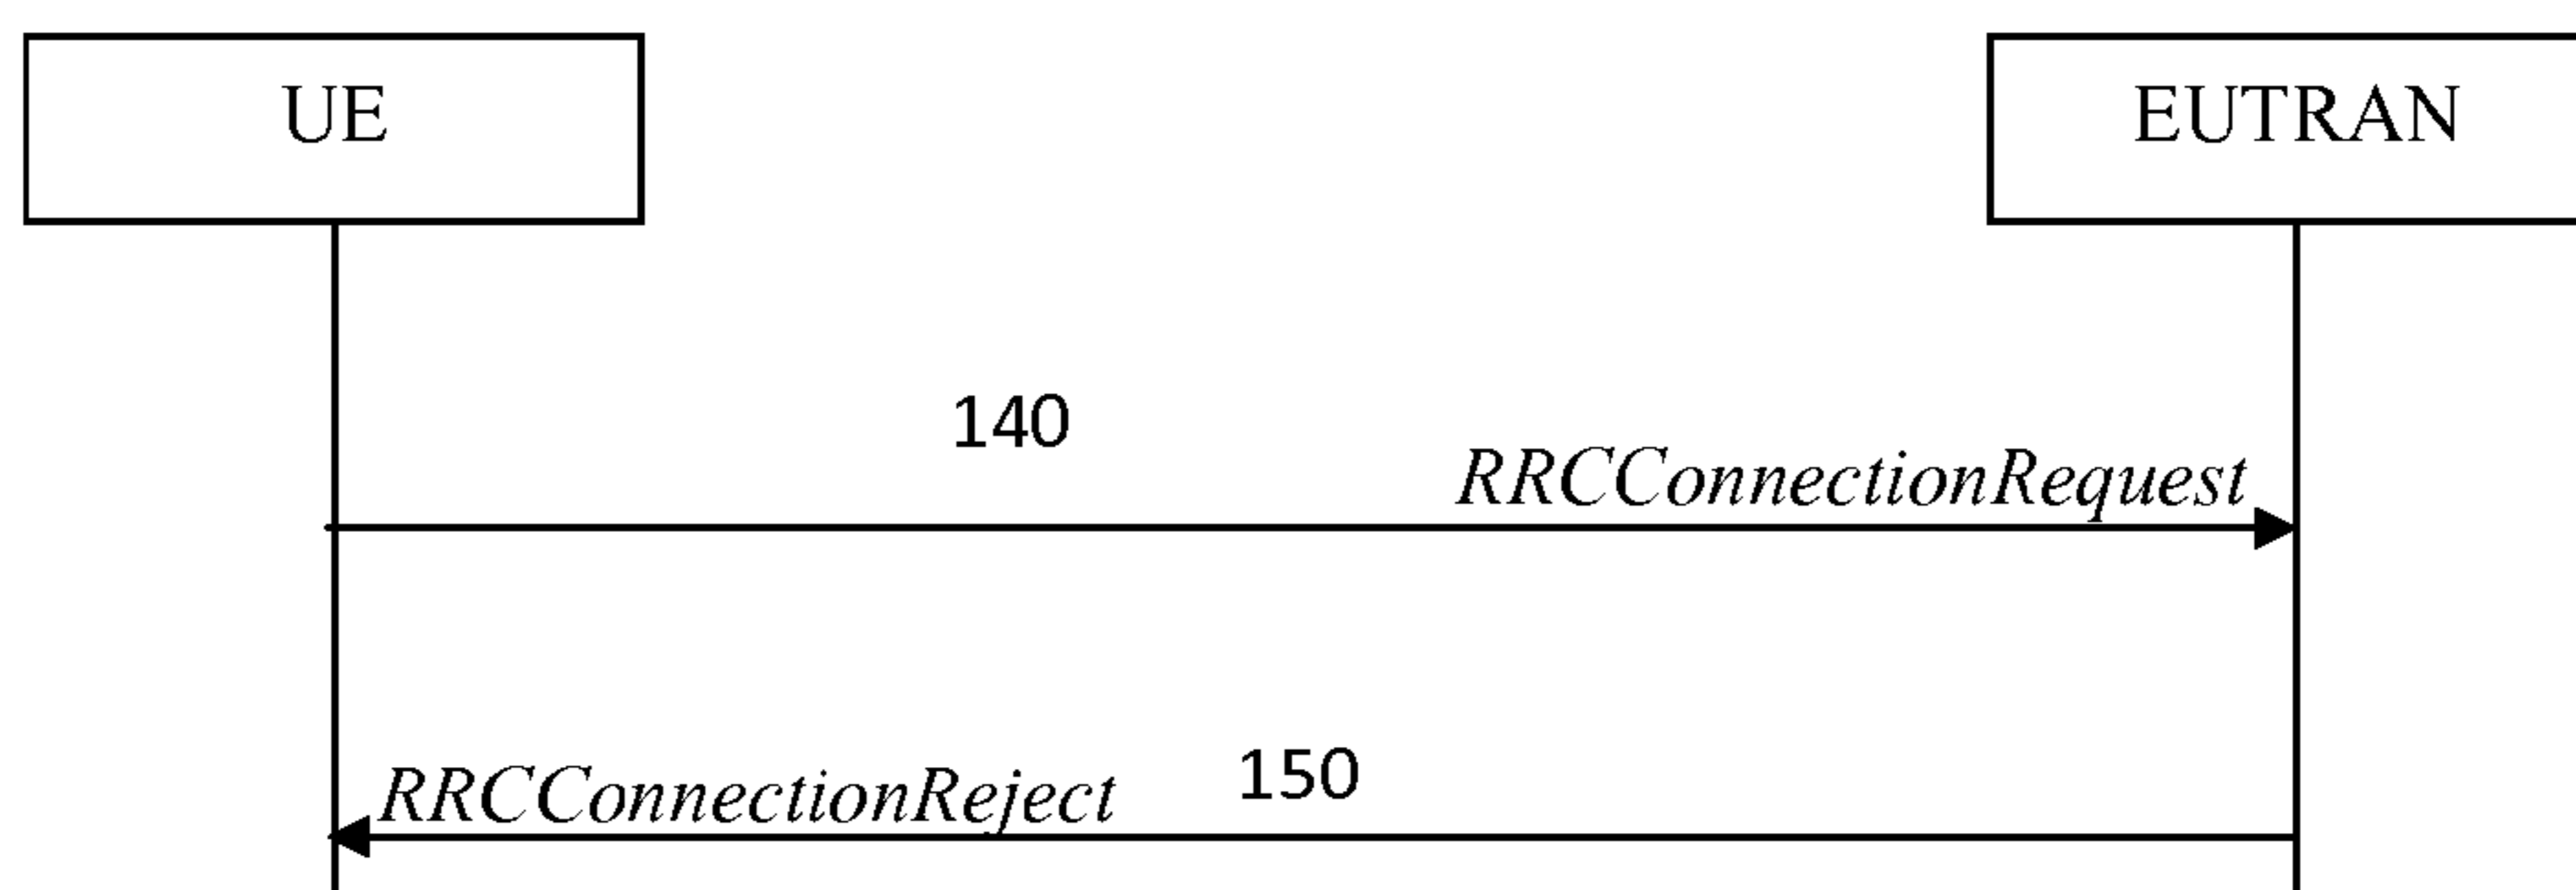 UE
EUTRAN
140
RRCConnectionRequest
RRCConnectionReject
150